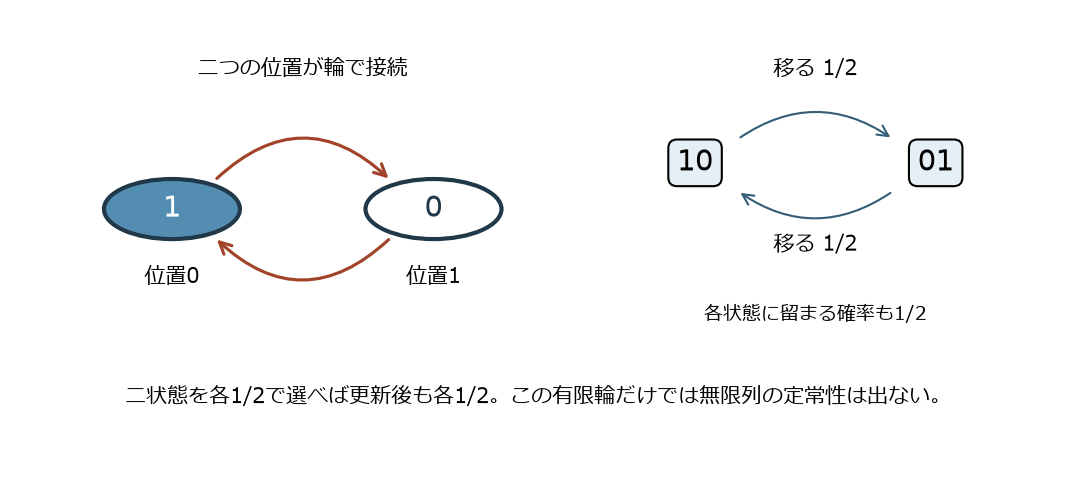 二つの位置が輪で接続
1
0
位置0
位置1
移る 1/2
10
01
移る 1/2
各状態に留まる確率も1/2
二状態を各1/2で選べば更新後も各1/2。この有限輪だけでは無限列の定常性は出ない。